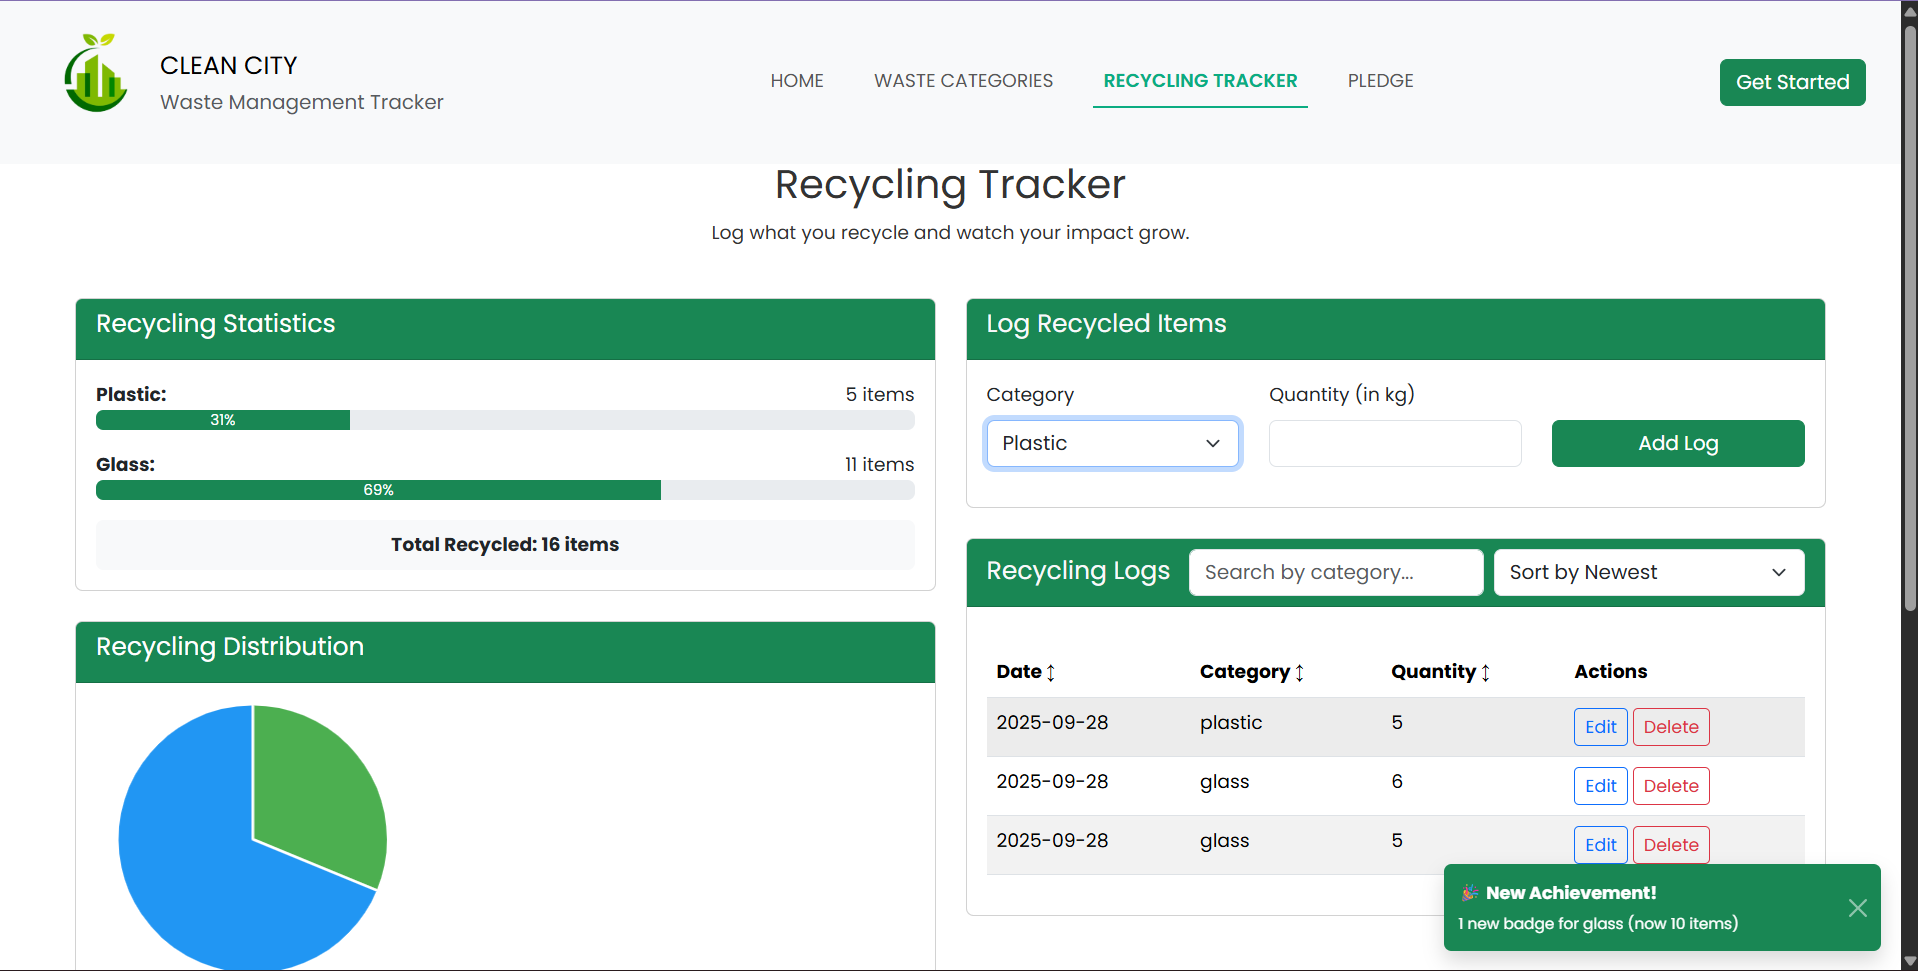 CLEAN CITY
Waste Management Tracker
HOME
WASTE CATEGORIES
RECYCLING TRACKER
PLEDGE
Get Started
Recycling Tracker
Log what you recycle and watch your impact grow.
Recycling Statistics
Plastic: 5 items
31%
Glass: 11 items
69%
Total Recycled: 16 items
Recycling Distribution
Log Recycled Items
Category
Quantity (in kg)
Plastic
Add Log
Recycling Logs
Search by category...
Sort by Newest
Date Category Quantity Actions
2025-09-28 plastic 5 Edit Delete
2025-09-28 glass 6 Edit Delete
2025-09-28 glass 5 Edit Delete
🎉 New Achievement!
1 new badge for glass (now 10 items)